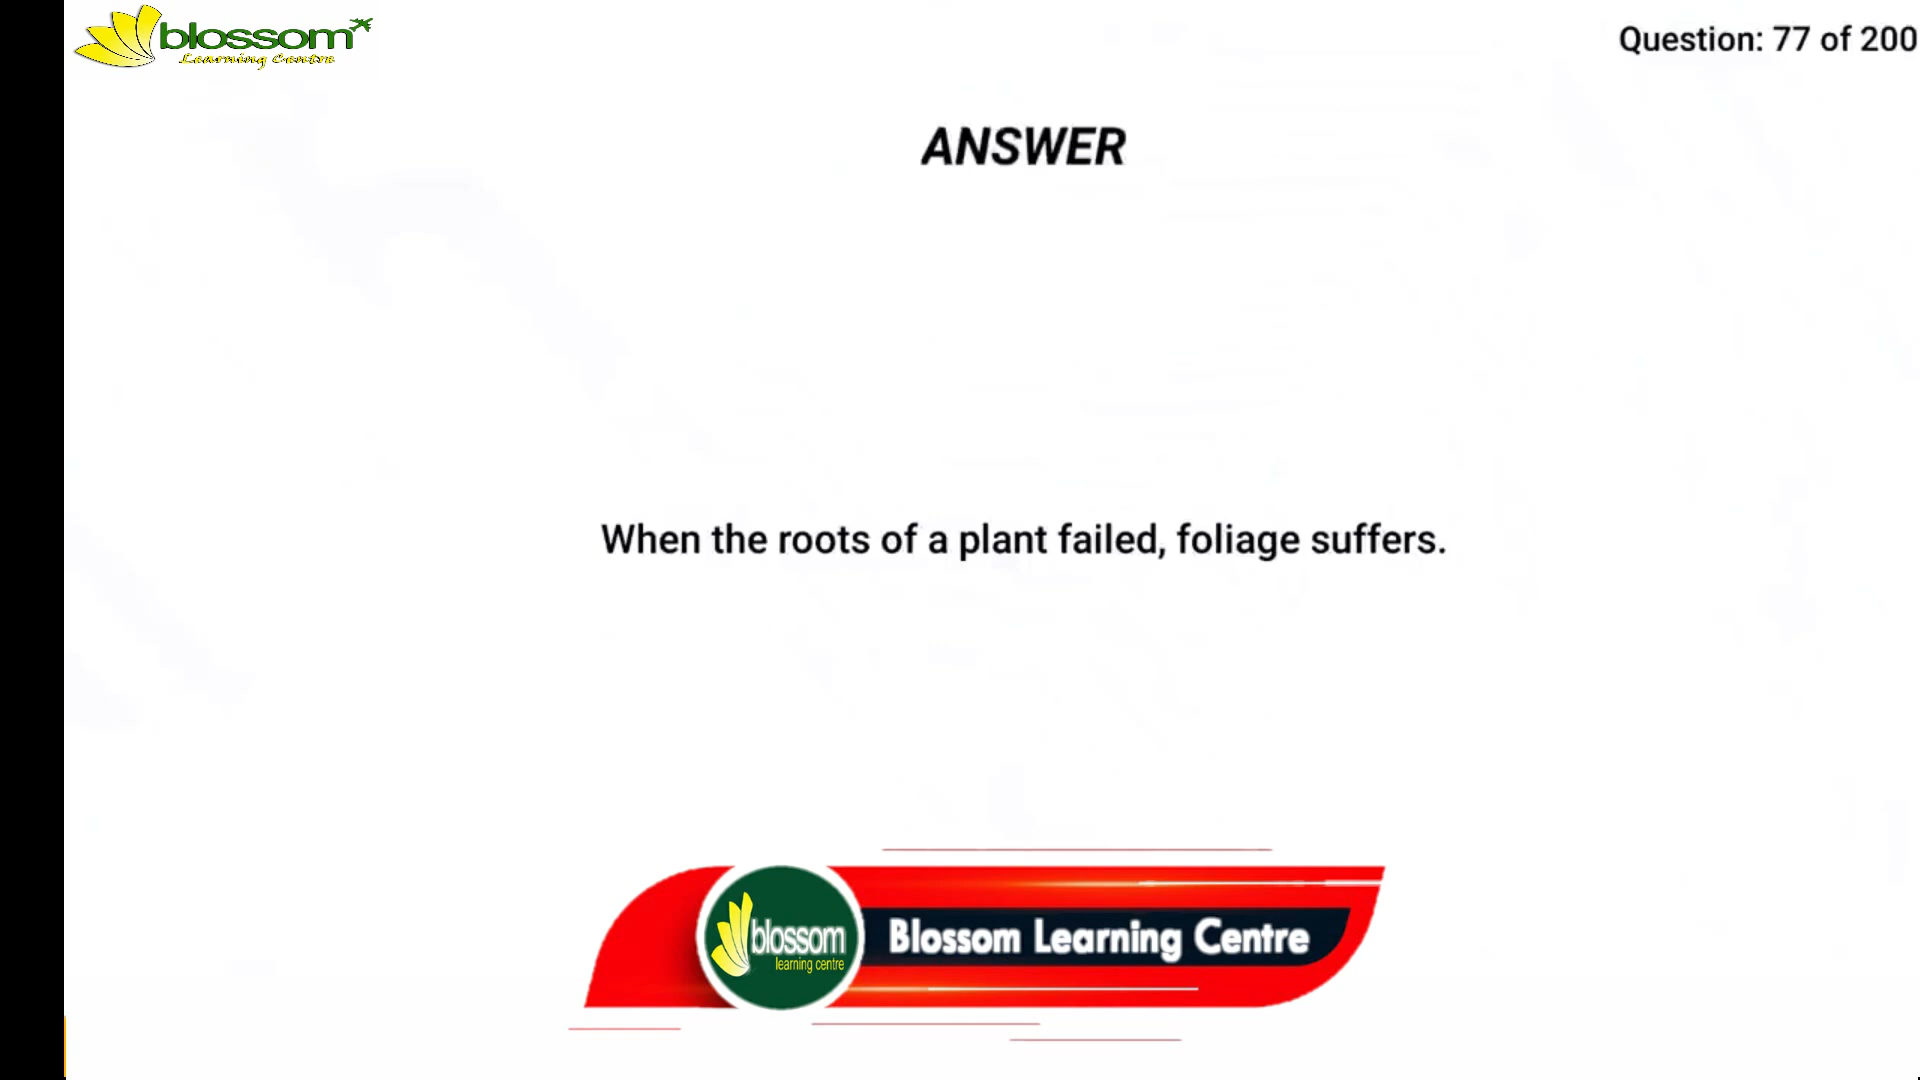 blossom
Learning Centre
Question: 77 of 200
ANSWER
When the roots of a plant failed, foliage suffers.
blossom
learning centre
Blossom Learning Centre